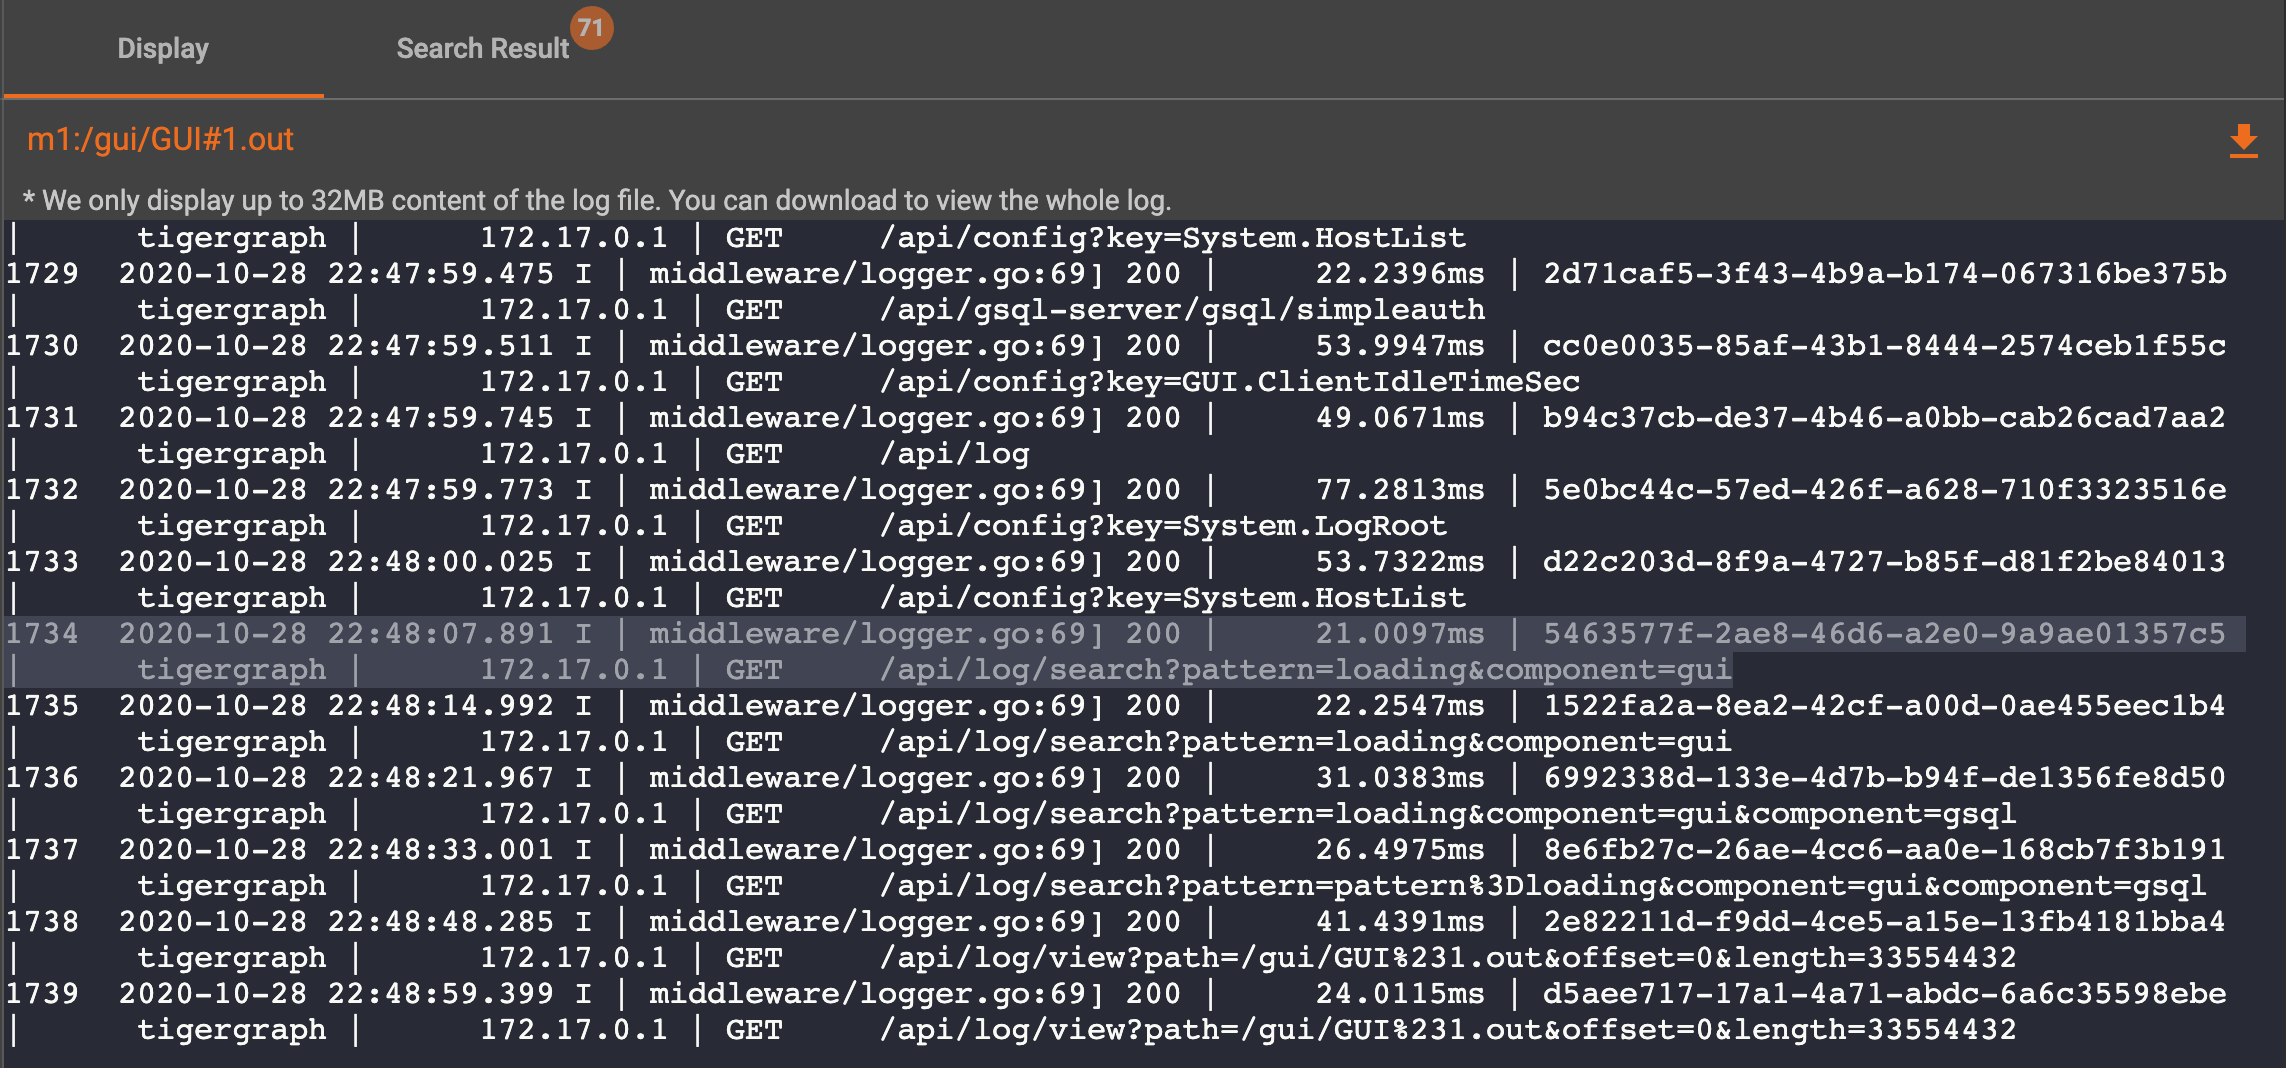 Display Search Result 71
m1:/gui/GUI#1.out
* We only display up to 32MB content of the log file. You can download to view the whole log.
| tigergraph | 172.17.0.1 | GET /api/config?key=System.HostList
1729 2020-10-28 22:47:59.475 I | middleware/logger.go:69] 200 | 22.2396ms | 2d71caf5-3f43-4b9a-b174-067316be375b
| tigergraph | 172.17.0.1 | GET /api/gsql-server/gsql/simpleauth
1730 2020-10-28 22:47:59.511 I | middleware/logger.go:69] 200 | 53.9947ms | cc0e0035-85af-43b1-8444-2574ceb1f55c
| tigergraph | 172.17.0.1 | GET /api/config?key=GUI.ClientIdleTimeSec
1731 2020-10-28 22:47:59.745 I | middleware/logger.go:69] 200 | 49.0671ms | b94c37cb-de37-4b46-a0bb-cab26cad7aa2
| tigergraph | 172.17.0.1 | GET /api/log
1732 2020-10-28 22:47:59.773 I | middleware/logger.go:69] 200 | 77.2813ms | 5e0bc44c-57ed-426f-a628-710f3323516e
| tigergraph | 172.17.0.1 | GET /api/config?key=System.LogRoot
1733 2020-10-28 22:48:00.025 I | middleware/logger.go:69] 200 | 53.7322ms | d22c203d-8f9a-4727-b85f-d81f2be84013
| tigergraph | 172.17.0.1 | GET /api/config?key=System.HostList
1734 2020-10-28 22:48:07.891 I | middleware/logger.go:69] 200 | 21.0097ms | 5463577f-2ae8-46d6-a2e0-9a9ae01357c5
| tigergraph | 172.17.0.1 | GET /api/log/search?pattern=loading&component=gui
1735 2020-10-28 22:48:14.992 I | middleware/logger.go:69] 200 | 22.2547ms | 1522fa2a-8ea2-42cf-a00d-0ae455eec1b4
| tigergraph | 172.17.0.1 | GET /api/log/search?pattern=loading&component=gui
1736 2020-10-28 22:48:21.967 I | middleware/logger.go:69] 200 | 31.0383ms | 6992338d-133e-4d7b-b94f-de1356fe8d50
| tigergraph | 172.17.0.1 | GET /api/log/search?pattern=loading&component=gui&component=gsql
1737 2020-10-28 22:48:33.001 I | middleware/logger.go:69] 200 | 26.4975ms | 8e6fb27c-26ae-4cc6-aa0e-168cb7f3b191
| tigergraph | 172.17.0.1 | GET /api/log/search?pattern=pattern%3Dloading&component=gui&component=gsql
1738 2020-10-28 22:48:48.285 I | middleware/logger.go:69] 200 | 41.4391ms | 2e82211d-f9dd-4ce5-a15e-13fb4181bba4
| tigergraph | 172.17.0.1 | GET /api/log/view?path=/gui/GUI%231.out&offset=0&length=33554432
1739 2020-10-28 22:48:59.399 I | middleware/logger.go:69] 200 | 24.0115ms | d5aee717-17a1-4a71-abdc-6a6c35598ebe
| tigergraph | 172.17.0.1 | GET /api/log/view?path=/gui/GUI%231.out&offset=0&length=33554432